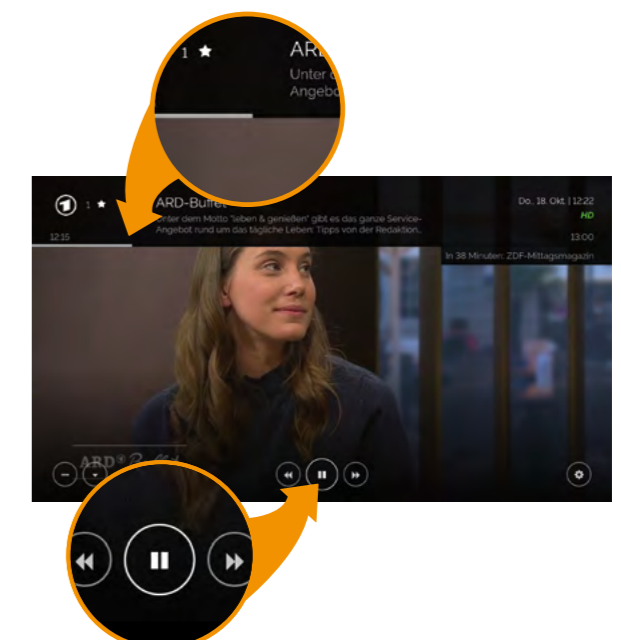 1
AR
Unter d
Angebo
1
ARD-Buffet
Unter dem Motto "leben & genießen" gibt es das ganze Service-
Angebot rund um das tägliche Leben: Tipps von der Redaktion...
Do., 18. Okt. | 12:22
HD
12:15
13:00
In 38 Minuten: ZDF-Mittagsmagazin
ARD